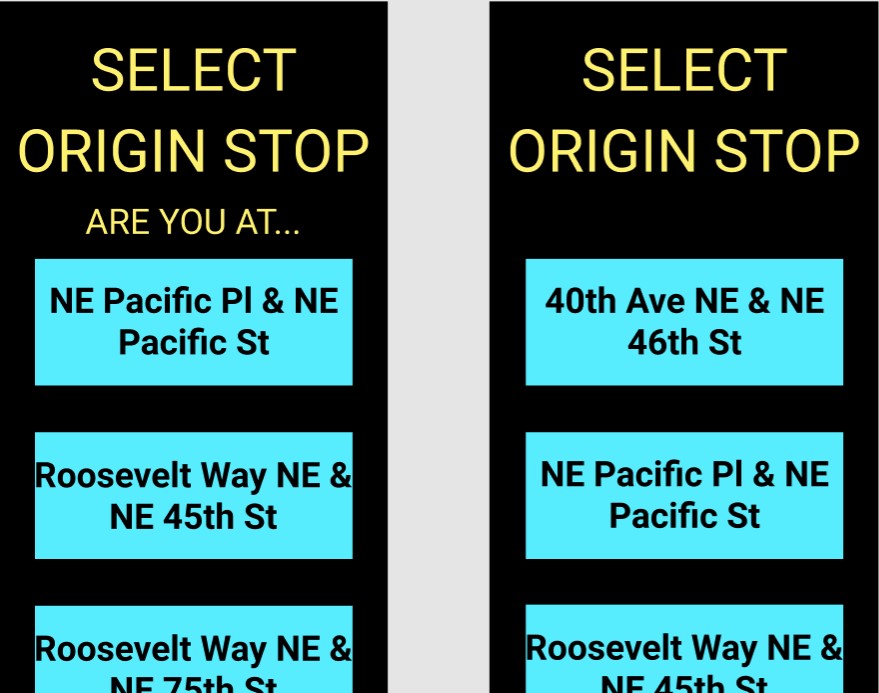 SELECT
ORIGIN STOP
ARE YOU AT...
NE Pacific Pl & NE
Pacific St
Roosevelt Way NE &
NE 45th St
Roosevelt Way NE &
NE 75th St
SELECT
ORIGIN STOP
40th Ave NE & NE
46th St
NE Pacific Pl & NE
Pacific St
Roosevelt Way NE &
NE 45th St